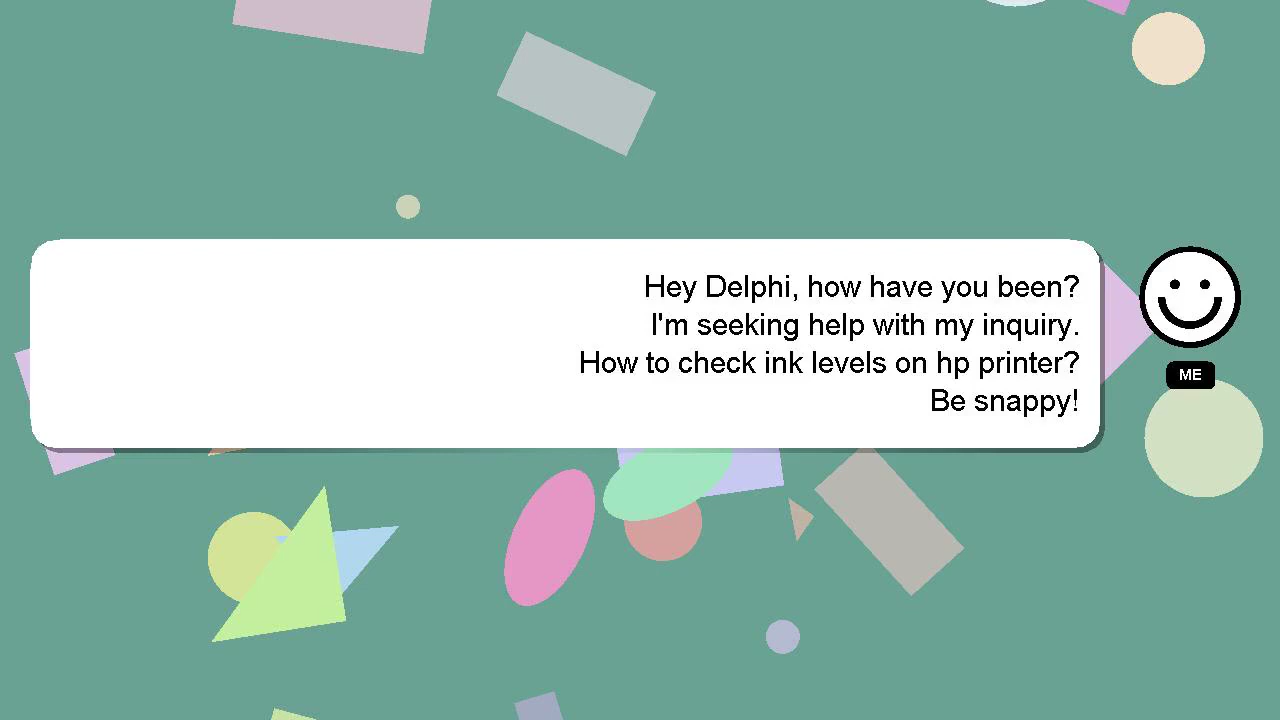 Hey Delphi, how have you been?
I'm seeking help with my inquiry.
How to check ink levels on hp printer?
Be snappy!
ME